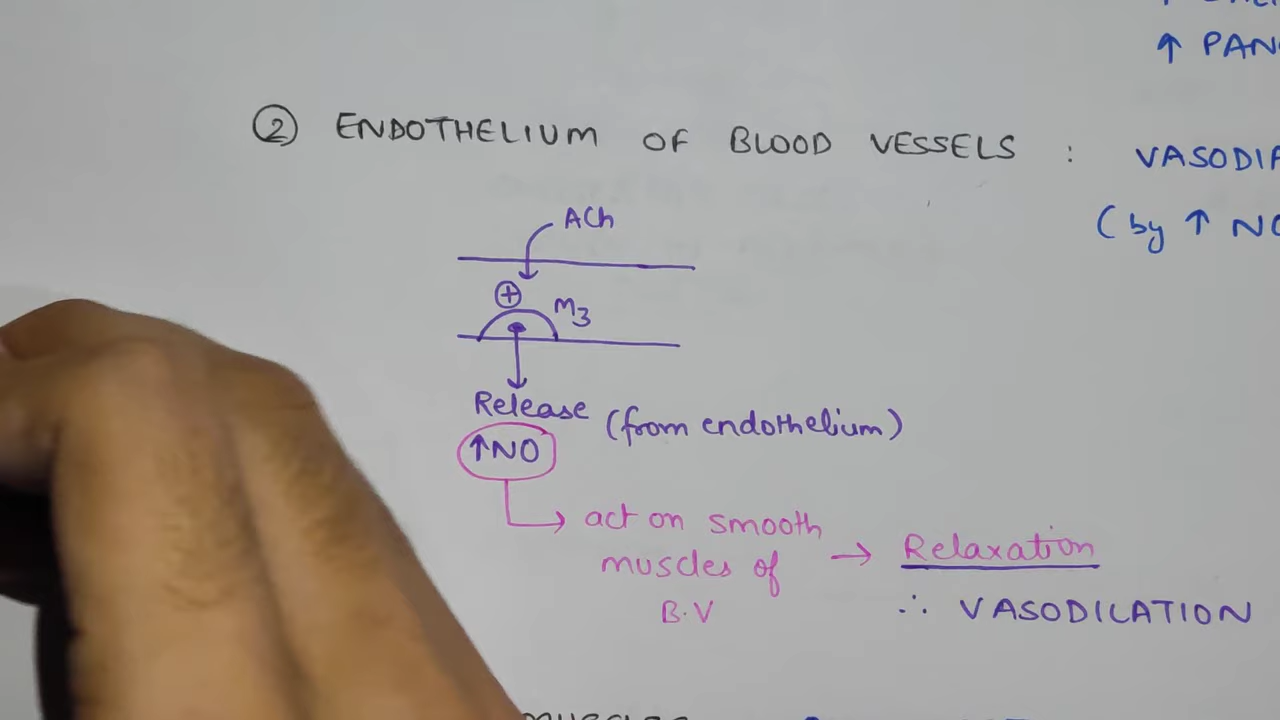 ↑ PAN
② ENDOTHELIUM OF BLOOD VESSELS : VASODI
(by ↑ NO
ACh
⊕ M3
Release (from endothelium)
↑NO
act on smooth
muscles of → Relaxation
B.V ∴ VASODILATION